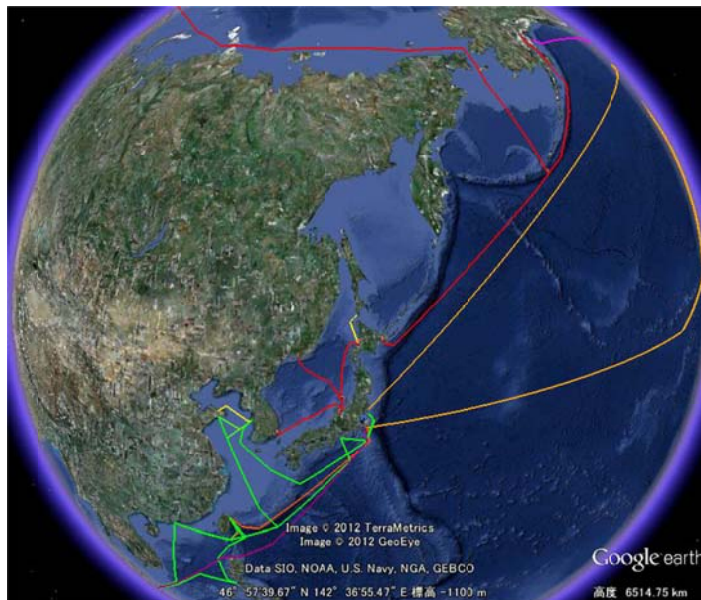 Image © 2012 TerraMetrics
Image © 2012 GeoEye
Data SIO, NOAA, U.S. Navy, NGA, GEBCO
Google earth
46° 57'39.67" N 142° 36'55.47" E 標高 -1100 m
高度 6514.75 km